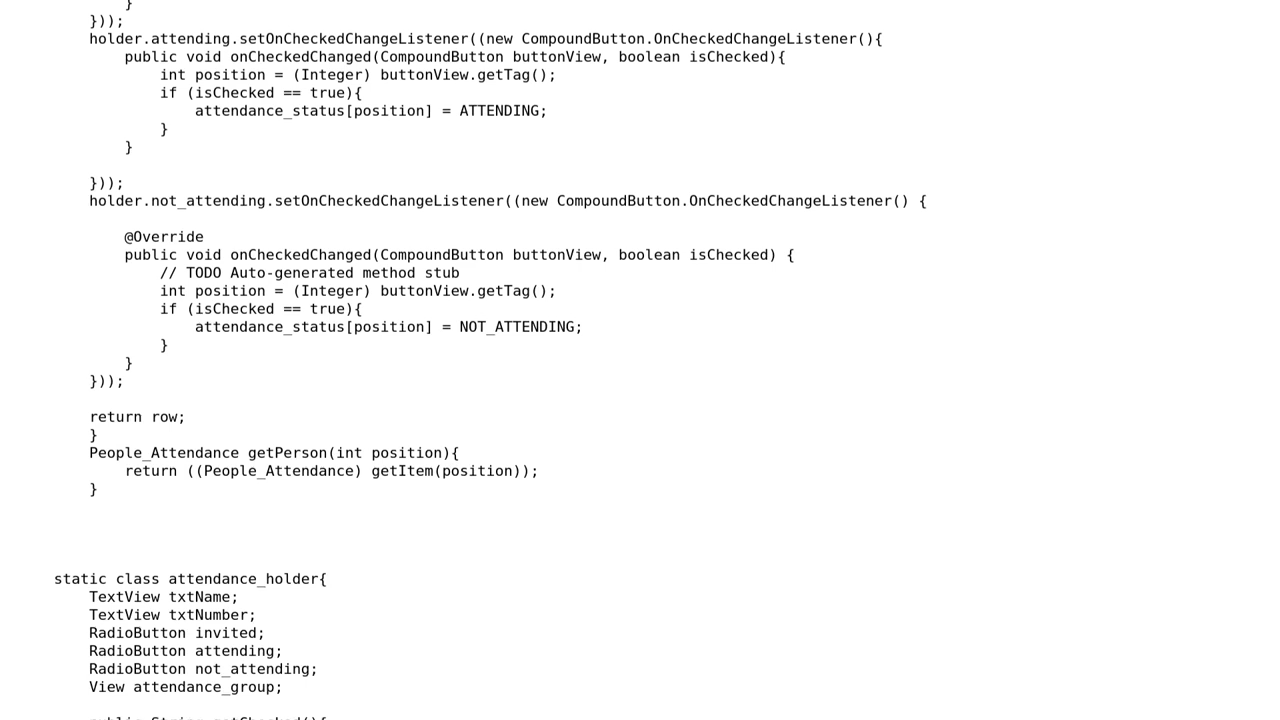 }
}));
holder.attending.setOnCheckedChangeListener((new CompoundButton.OnCheckedChangeListener(){
public void onCheckedChanged(CompoundButton buttonView, boolean isChecked){
int position = (Integer) buttonView.getTag();
if (isChecked == true){
attendance_status[position] = ATTENDING;
}
}
}));
holder.not_attending.setOnCheckedChangeListener((new CompoundButton.OnCheckedChangeListener() {
@Override
public void onCheckedChanged(CompoundButton buttonView, boolean isChecked) {
// TODO Auto-generated method stub
int position = (Integer) buttonView.getTag();
if (isChecked == true){
attendance_status[position] = NOT_ATTENDING;
}
}
}));
return row;
}
People_Attendance getPerson(int position){
return ((People_Attendance) getItem(position));
}
static class attendance_holder{
TextView txtName;
TextView txtNumber;
RadioButton invited;
RadioButton attending;
RadioButton not_attending;
View attendance_group;
public String getChecked(){